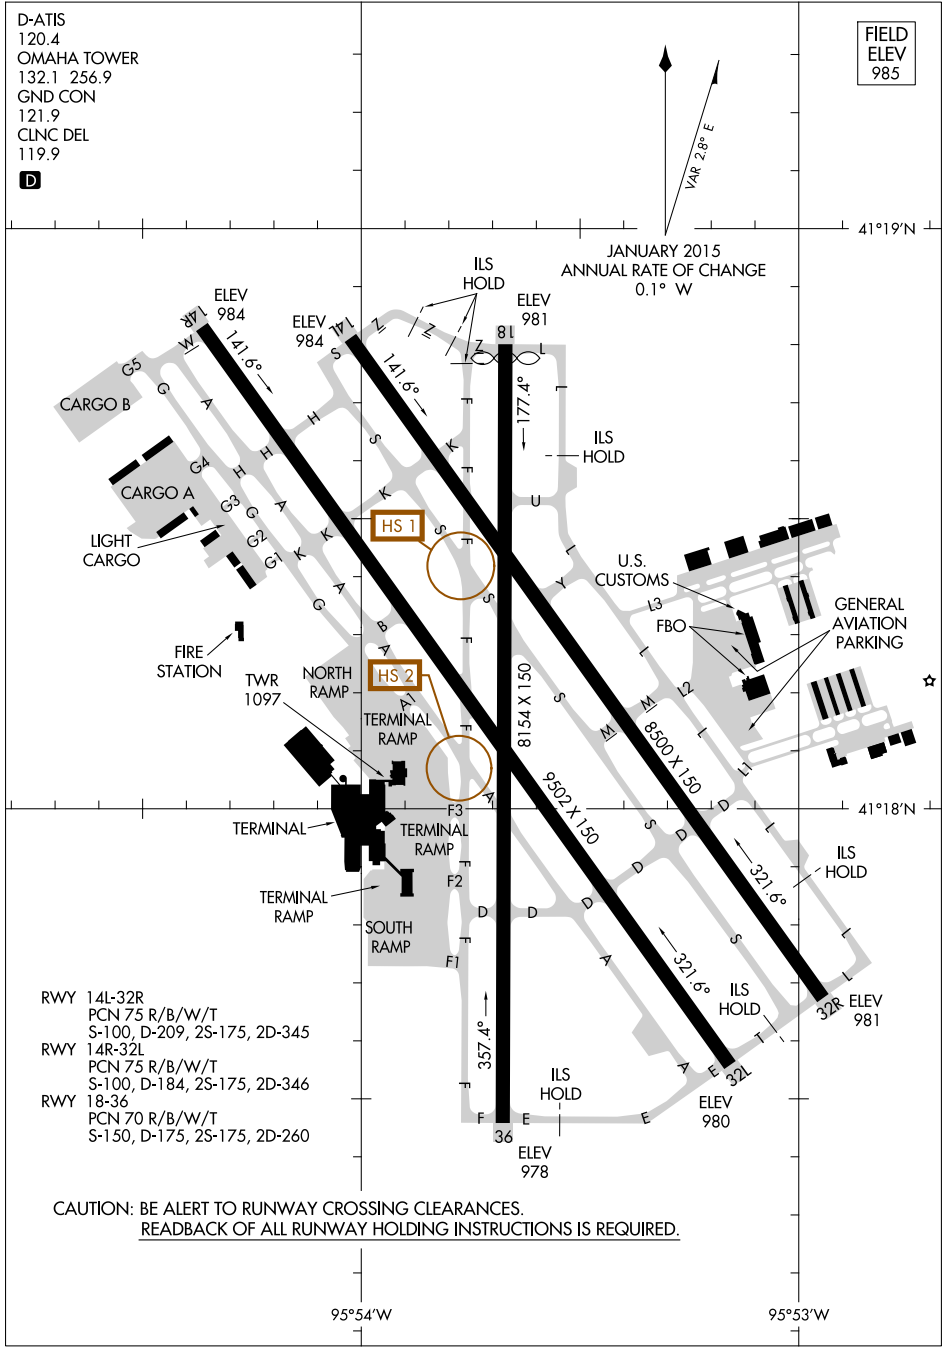 D-ATIS
120.4
OMAHA TOWER
132.1 256.9
GND CON
121.9
CLNC DEL
119.9
D
FIELD
ELEV
985
VAR 2.8° E
41°19'N
JANUARY 2015
ANNUAL RATE OF CHANGE
0.1° W
ILS
HOLD
ELEV
984
ELEV
984
ELEV
981
14R
14L
18
W
S
Z
Z
Z
L
141.6°
141.6°
177.4°
G5
G
A
H
CARGO B
F
L
S
K
ILS
HOLD
G4
H
H
F
CARGO A
K
G3
G
A
U
HS 1
S
F
G2
K
K
G1
LIGHT
CARGO
L
Y
U.S.
CUSTOMS
G
A
S
L3
GENERAL
AVIATION
PARKING
FBO
B
F
FIRE
STATION
A
L
TWR
1097
NORTH
RAMP
HS 2
L2
A1
S
M
M
8154 X 150
TERMINAL
RAMP
F
L
8500 X 150
L1
A
9502 X 150
41°18'N
F3
D
L
TERMINAL
TERMINAL
RAMP
S
D
D
ILS
HOLD
F
F2
321.6°
TERMINAL
RAMP
D
D
D
SOUTH
RAMP
F
S
L
F1
A
321.6°
L
RWY 14L-32R
PCN 75 R/B/W/T
S-100, D-209, 2S-175, 2D-345
RWY 14R-32L
PCN 75 R/B/W/T
S-100, D-184, 2S-175, 2D-346
RWY 18-36
PCN 70 R/B/W/T
S-150, D-175, 2S-175, 2D-260
ILS
HOLD
32R
ELEV
981
357.4°
T
A
E
32L
ILS
HOLD
F
ELEV
980
F
E
E
36
ELEV
978
CAUTION: BE ALERT TO RUNWAY CROSSING CLEARANCES.
READBACK OF ALL RUNWAY HOLDING INSTRUCTIONS IS REQUIRED.
95°54'W
95°53'W